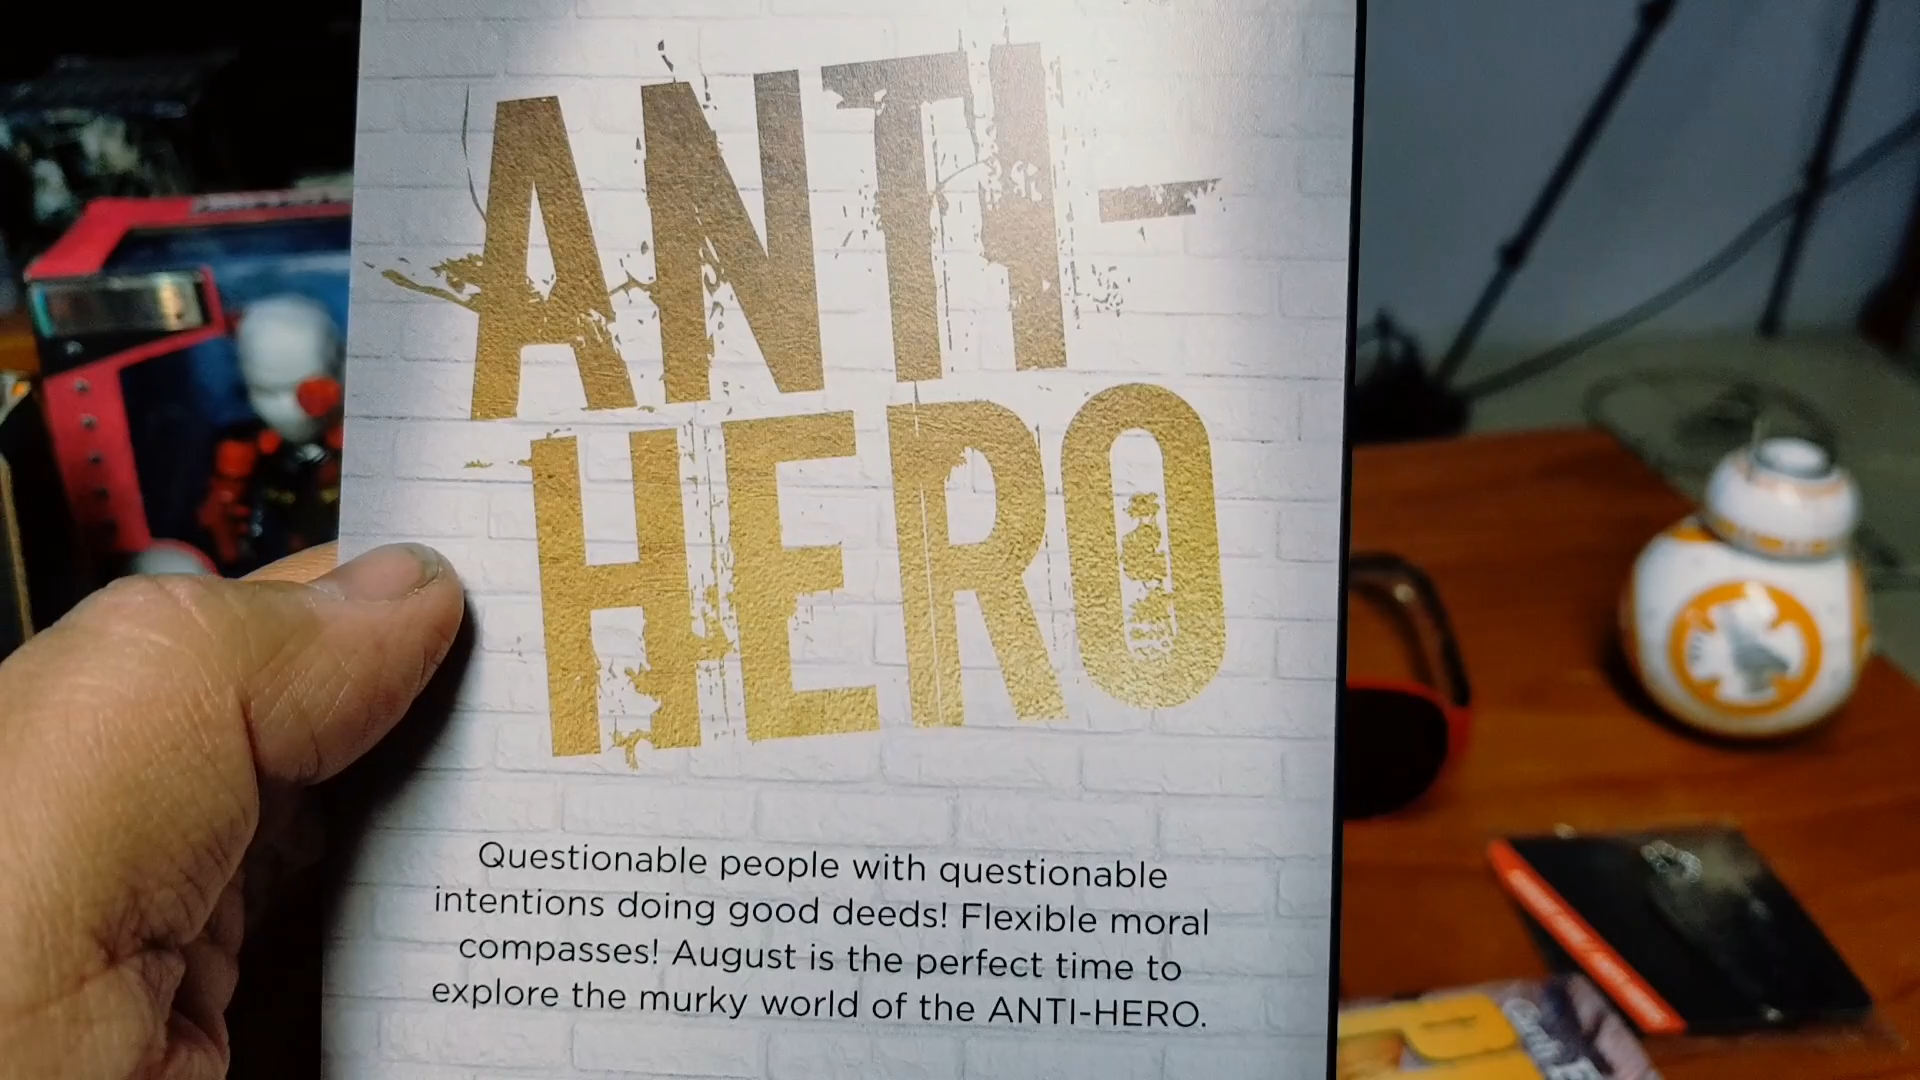 ANTI-
HERO
Questionable people with questionable
intentions doing good deeds! Flexible moral
compasses! August is the perfect time to
explore the murky world of the ANTI-HERO.